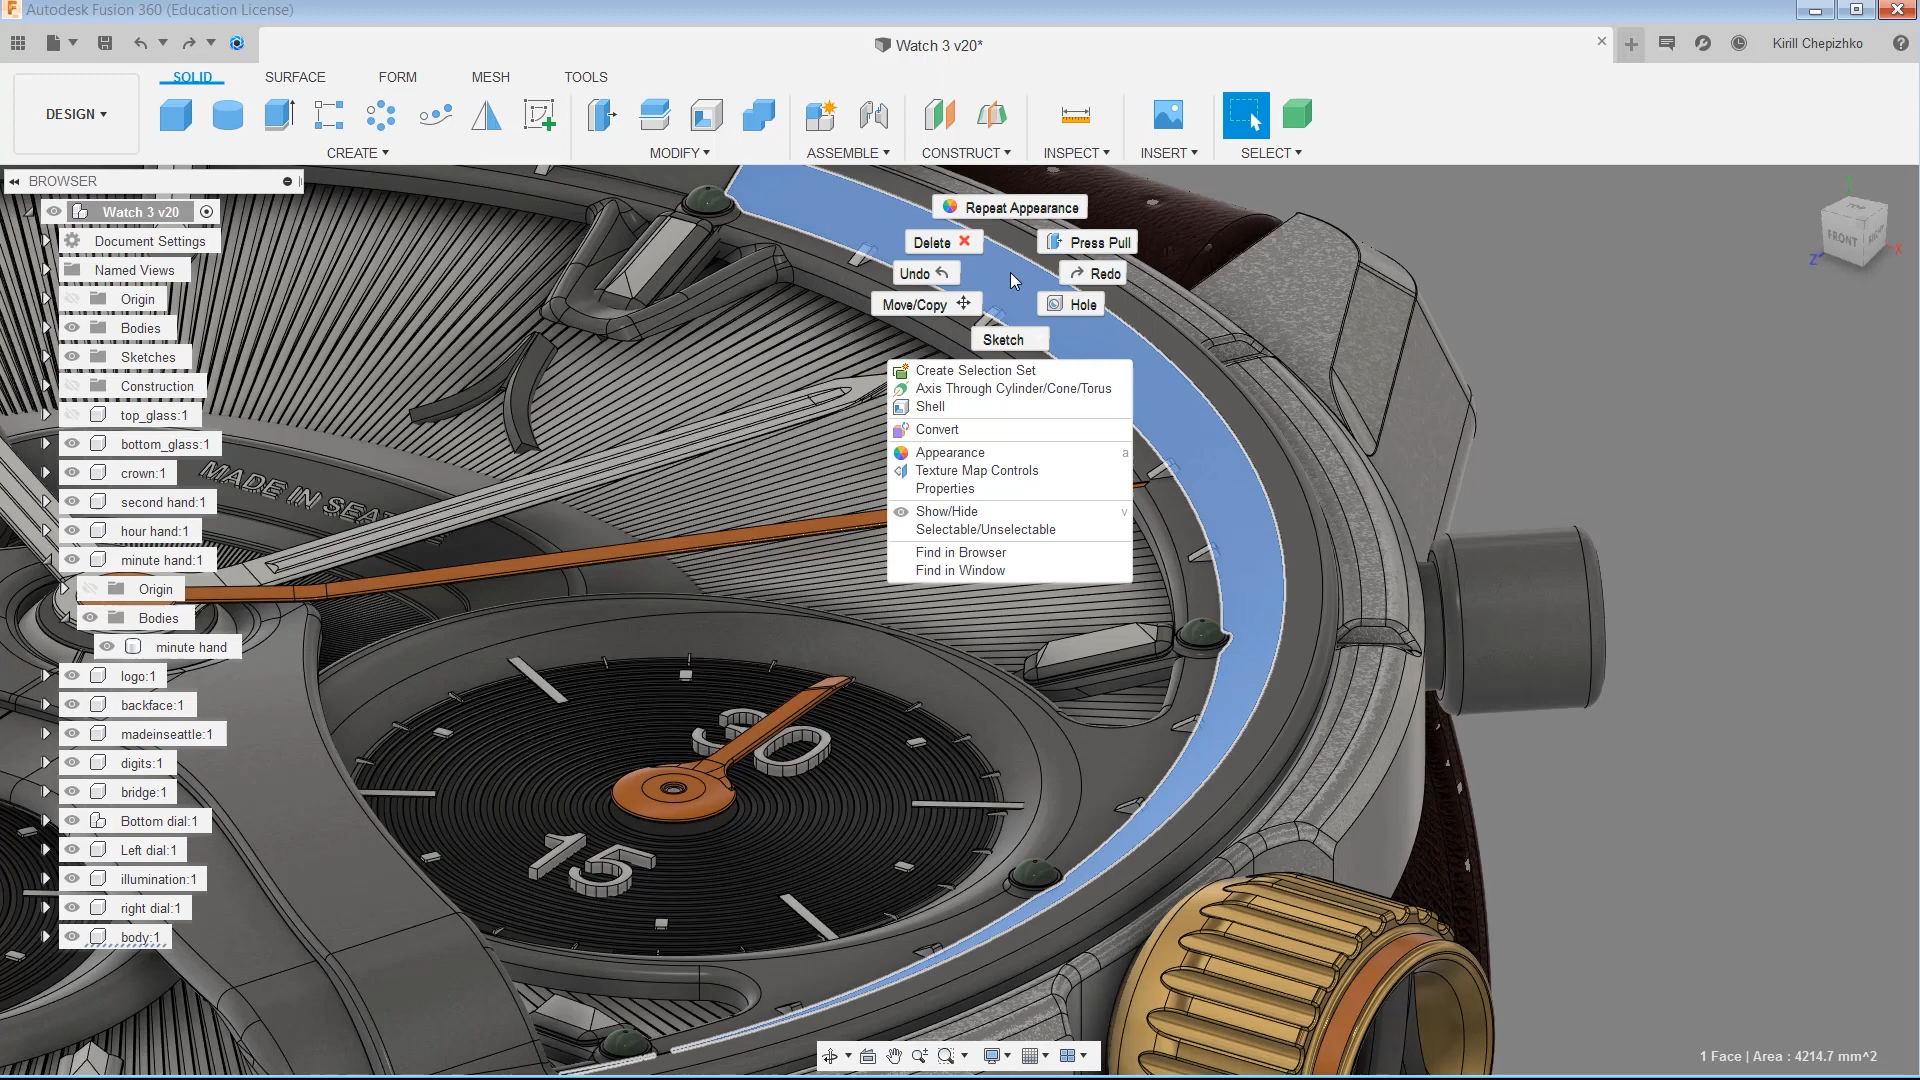 Autodesk Fusion 360 (Education License)
Watch 3 v20*
Kirill Chepizhko
DESIGN
SOLID SURFACE FORM MESH TOOLS
CREATE MODIFY ASSEMBLE CONSTRUCT INSPECT INSERT SELECT
BROWSER
Watch 3 v20
Document Settings
Named Views
Origin
Bodies
Sketches
Construction
top_glass:1
bottom_glass:1
crown:1
second hand:1
hour hand:1
minute hand:1
Origin
Bodies
minute hand
logo:1
backface:1
madeinseattle:1
digits:1
bridge:1
Bottom dial:1
Left dial:1
illumination:1
right dial:1
body:1
Repeat Appearance
Delete
Press Pull
Undo
Redo
Move/Copy
Hole
Sketch
Create Selection Set
Axis Through Cylinder/Cone/Torus
Shell
Convert
Appearance a
Texture Map Controls
Properties
Show/Hide v
Selectable/Unselectable
Find in Browser
Find in Window
MADE IN SEAT
30
15
TOP
FRONT
RIGHT
Z
X
1 Face | Area : 4214.7 mm^2